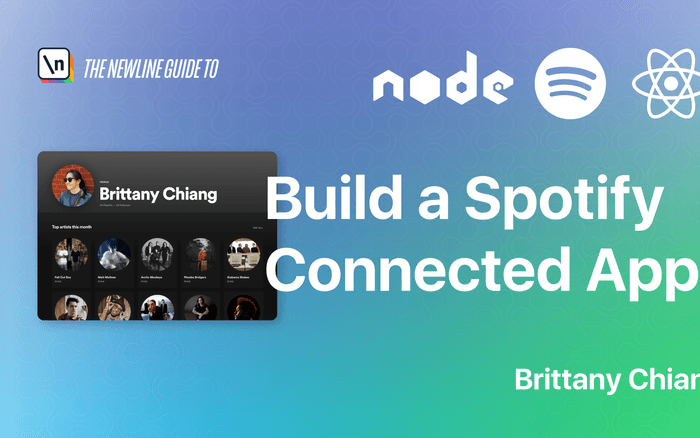 \n THE NEWLINE GUIDE TO
node
Brittany Chiang
Top artists this month
Build a Spotify
Connected App
Brittany Chian